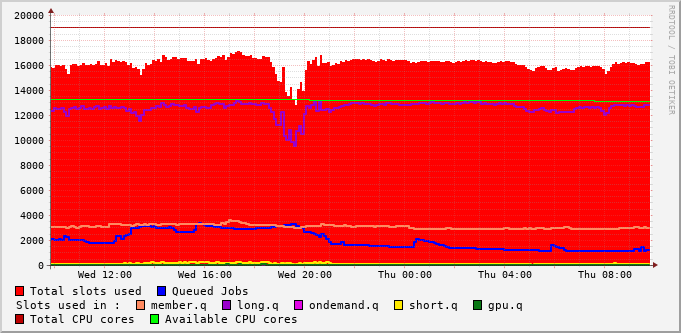 20000
18000
16000
14000
12000
10000
8000
6000
4000
2000
0
Wed 12:00 Wed 16:00 Wed 20:00 Thu 00:00 Thu 04:00 Thu 08:00
RRDTOOL / TOBI OETIKER
Total slots used Queued Jobs
Slots used in : member.q long.q ondemand.q short.q gpu.q
Total CPU cores Available CPU cores